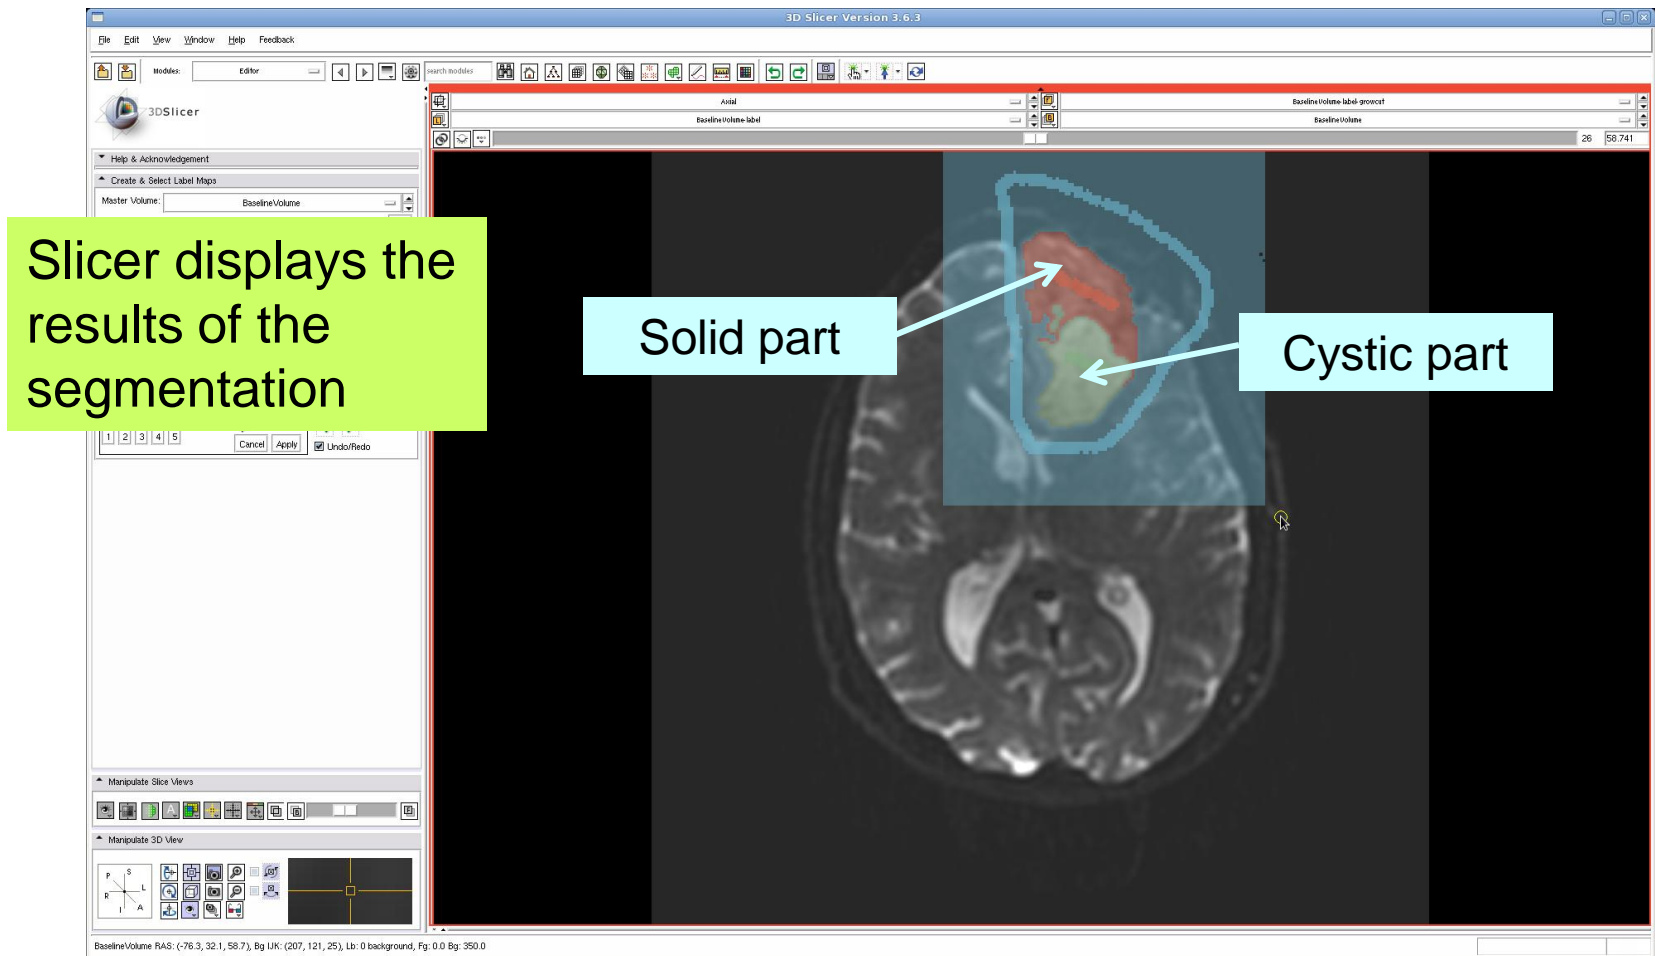 3D Slicer Version 3.6.3
File Edit View Window Help Feedback
Modules: Editor search modules
3DSlicer
Axial BaselineVolume-label-growcut
BaselineVolume-label BaselineVolume
26 58.741
Help & Acknowledgement
Create & Select Label Maps
Master Volume: BaselineVolume
Slicer displays the
results of the
segmentation
Solid part
Cystic part
1 2 3 4 5 Cancel Apply Undo/Redo
Manipulate Slice Views
Manipulate 3D View
P S
R L
I A
BaselineVolume RAS: (-76.3, 32.1, 58.7), Bg IJK: (207, 121, 25), Lb: 0 background, Fg: 0.0 Bg: 350.0